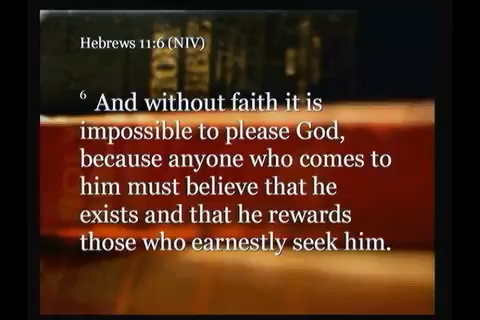 Hebrews 11:6 (NIV)
6 And without faith it is
impossible to please God,
because anyone who comes to
him must believe that he
exists and that he rewards
those who earnestly seek him.